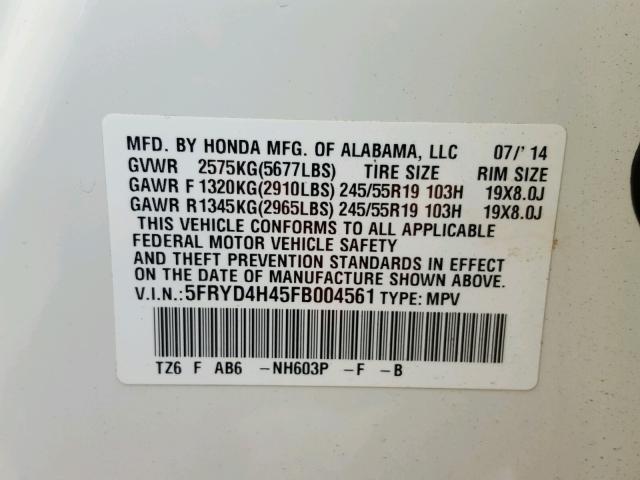 MFD. BY HONDA MFG. OF ALABAMA, LLC 07/' 14
GVWR 2575KG(5677LBS) TIRE SIZE RIM SIZE
GAWR F 1320KG(2910LBS) 245/55R19 103H 19X8.0J
GAWR R1345KG(2965LBS) 245/55R19 103H 19X8.0J
THIS VEHICLE CONFORMS TO ALL APPLICABLE
FEDERAL MOTOR VEHICLE SAFETY
AND THEFT PREVENTION STANDARDS IN EFFECT
ON THE DATE OF MANUFACTURE SHOWN ABOVE.
V.I.N.:5FRYD4H45FB004561 TYPE: MPV
TZ6 F AB6 -NH603P -F -B